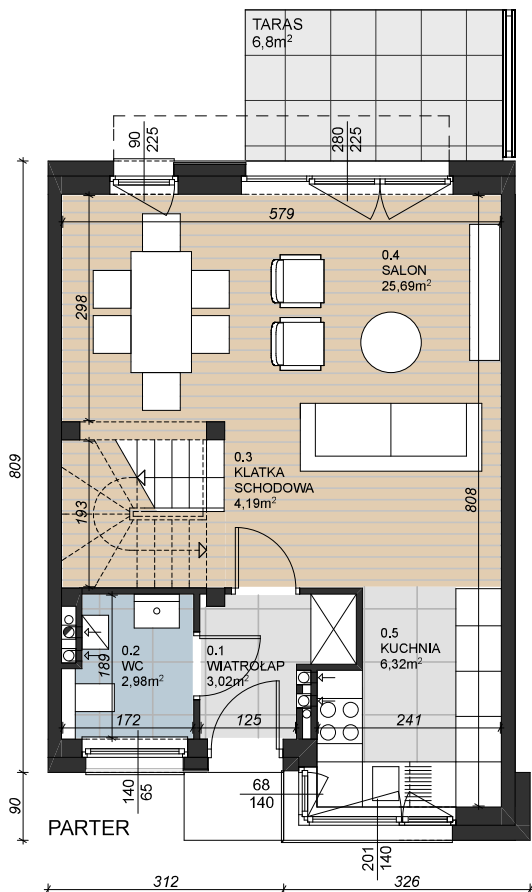 TARAS
6,8m²
90
225
280
225
579
0.4
SALON
25,69m²
298
809
0.3
KLATKA
SCHODOWA
4,19m²
193
808
0.2
WC
2,98m²
189
0.1
WIATROŁAP
3,02m²
0.5
KUCHNIA
6,32m²
172
125
241
140
65
68
140
90
PARTER
201
140
312
326